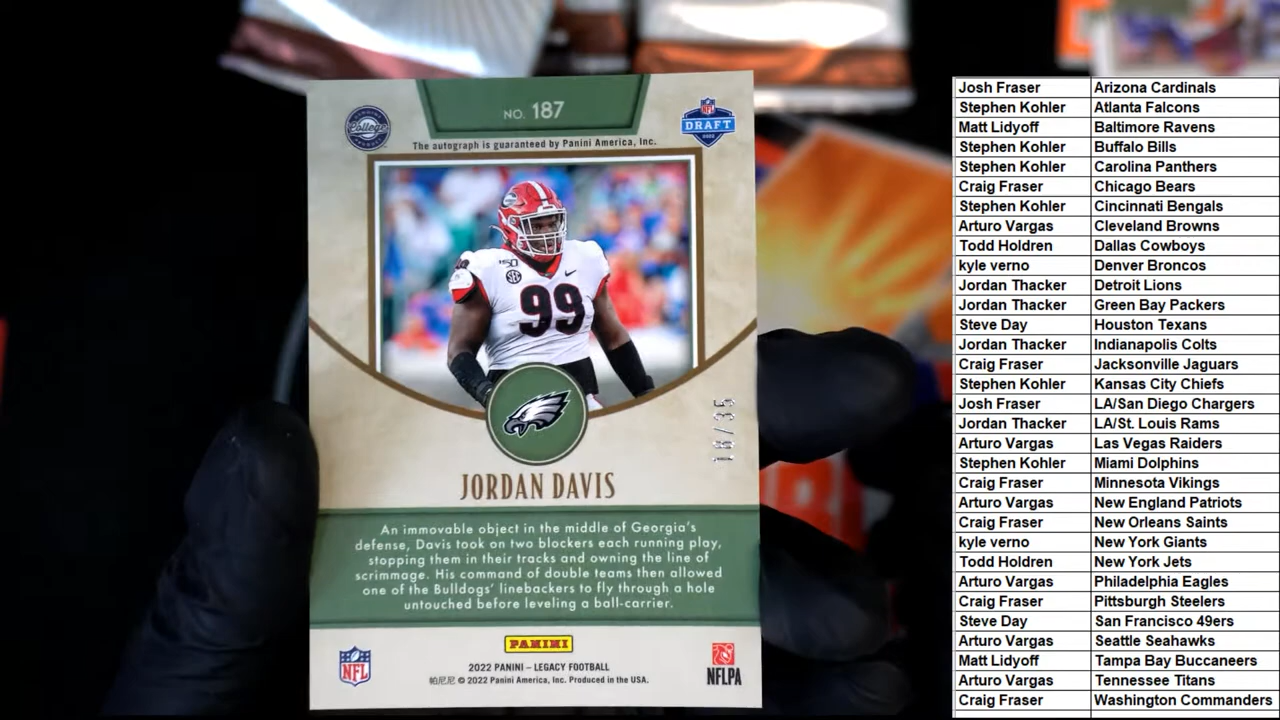 NO. 187
College
NFL
DRAFT
2022
The autograph is guaranteed by Panini America, Inc.
150
SEC
99
18/35
JORDAN DAVIS
An immovable object in the middle of Georgia's
defense, Davis took on two blockers each running play,
stopping them in their tracks and owning the line of
scrimmage. His command of double teams then allowed
one of the Bulldogs' linebackers to fly through a hole
untouched before leveling a ball-carrier.
PANINI
NFL
2022 PANINI – LEGACY FOOTBALL
帕尼尼 © 2022 Panini America, Inc. Produced in the USA.
NFLPA
Josh Fraser Arizona Cardinals
Stephen Kohler Atlanta Falcons
Matt Lidyoff Baltimore Ravens
Stephen Kohler Buffalo Bills
Stephen Kohler Carolina Panthers
Craig Fraser Chicago Bears
Stephen Kohler Cincinnati Bengals
Arturo Vargas Cleveland Browns
Todd Holdren Dallas Cowboys
kyle verno Denver Broncos
Jordan Thacker Detroit Lions
Jordan Thacker Green Bay Packers
Steve Day Houston Texans
Jordan Thacker Indianapolis Colts
Craig Fraser Jacksonville Jaguars
Stephen Kohler Kansas City Chiefs
Josh Fraser LA/San Diego Chargers
Jordan Thacker LA/St. Louis Rams
Arturo Vargas Las Vegas Raiders
Stephen Kohler Miami Dolphins
Craig Fraser Minnesota Vikings
Arturo Vargas New England Patriots
Craig Fraser New Orleans Saints
kyle verno New York Giants
Todd Holdren New York Jets
Arturo Vargas Philadelphia Eagles
Craig Fraser Pittsburgh Steelers
Steve Day San Francisco 49ers
Arturo Vargas Seattle Seahawks
Matt Lidyoff Tampa Bay Buccaneers
Arturo Vargas Tennessee Titans
Craig Fraser Washington Commanders